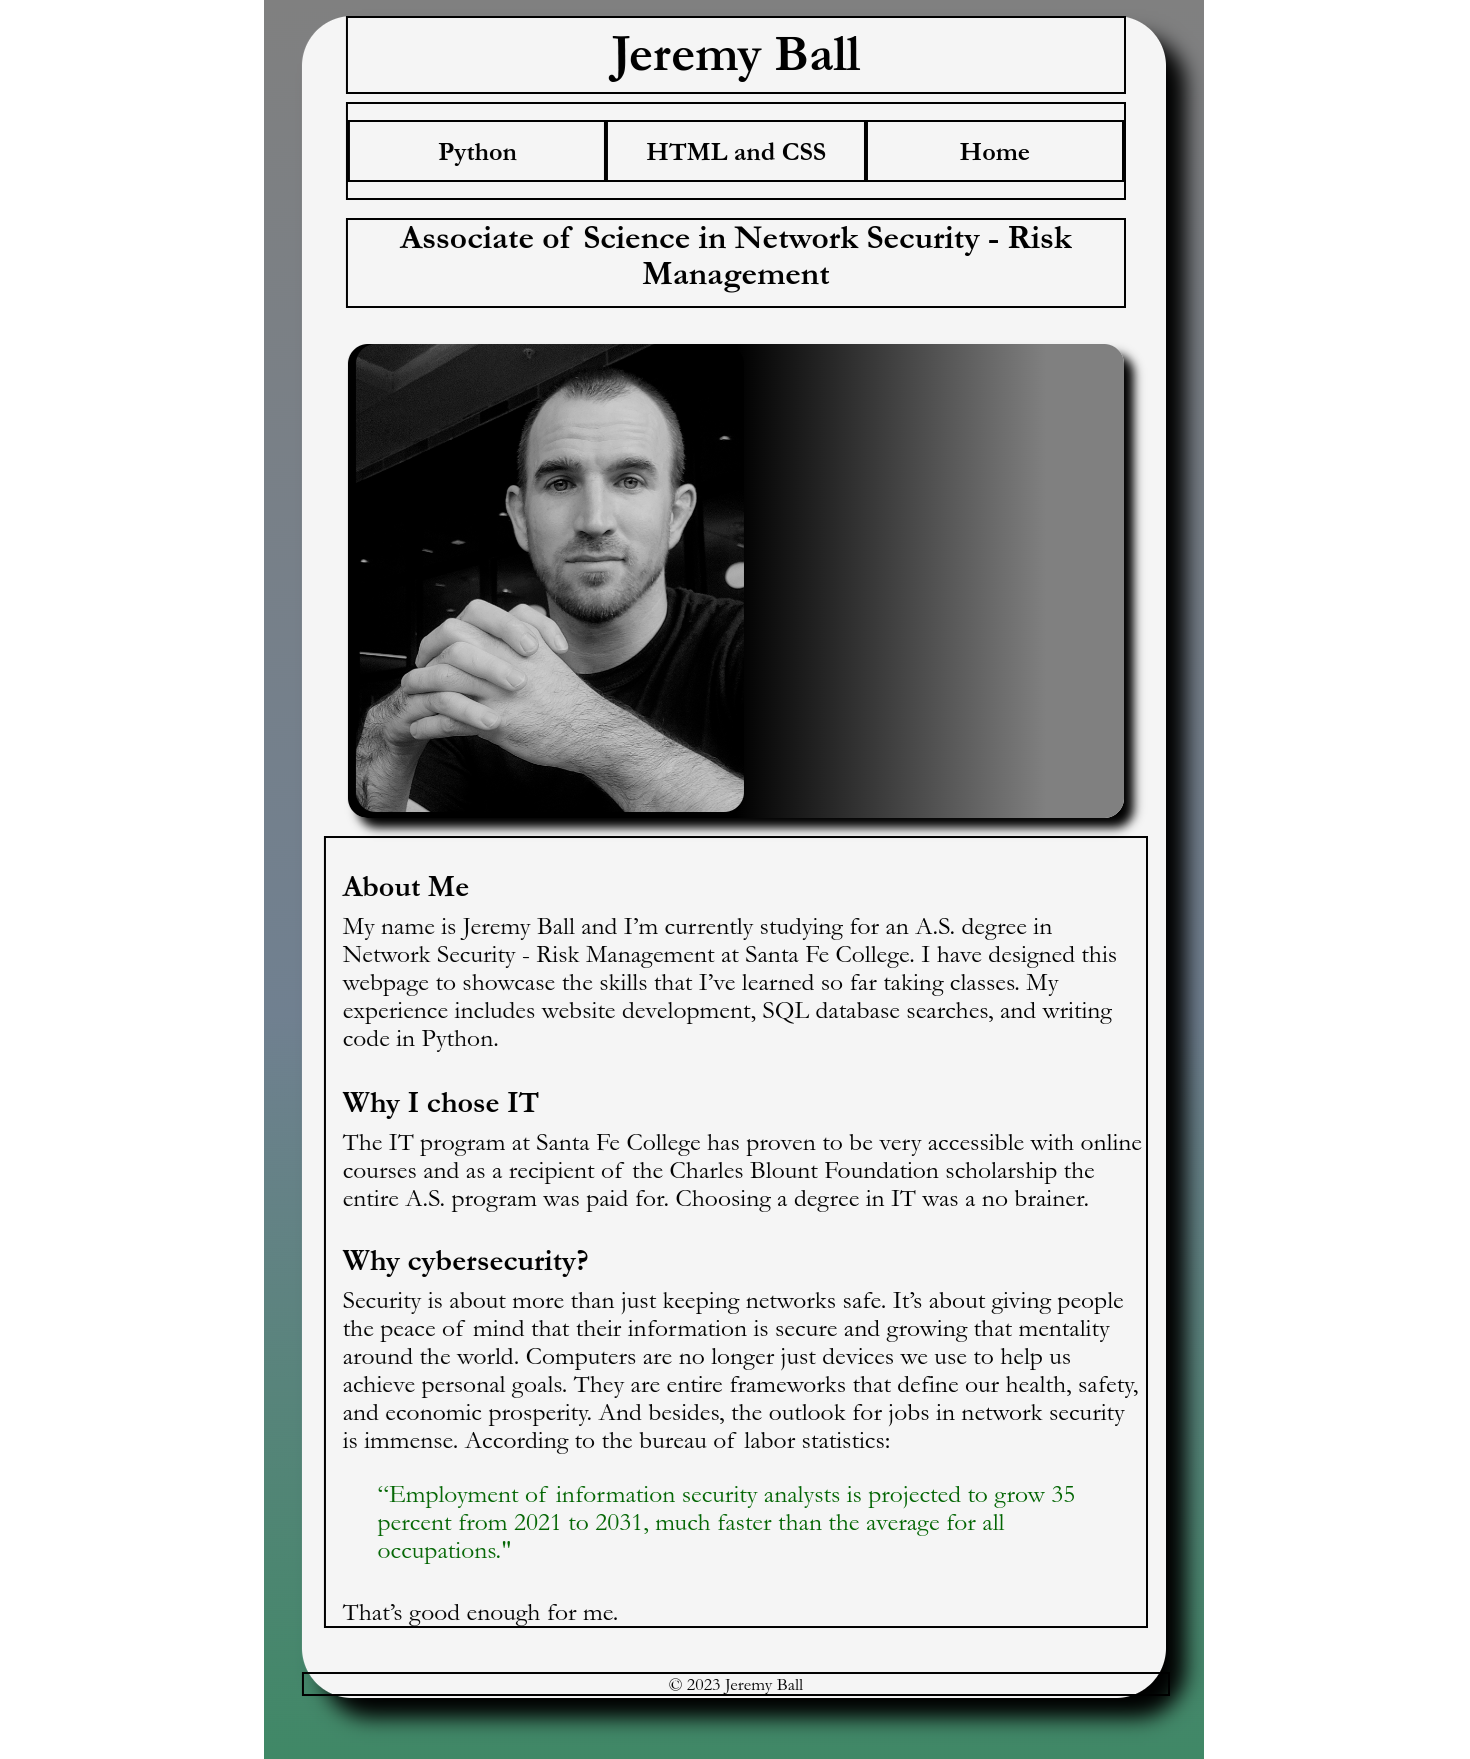 Jeremy Ball
Python
HTML and CSS
Home
Associate of Science in Network Security - Risk
Management
About Me
My name is Jeremy Ball and I’m currently studying for an A.S. degree in
Network Security - Risk Management at Santa Fe College. I have designed this
webpage to showcase the skills that I’ve learned so far taking classes. My
experience includes website development, SQL database searches, and writing
code in Python.
Why I chose IT
The IT program at Santa Fe College has proven to be very accessible with online
courses and as a recipient of the Charles Blount Foundation scholarship the
entire A.S. program was paid for. Choosing a degree in IT was a no brainer.
Why cybersecurity?
Security is about more than just keeping networks safe. It’s about giving people
the peace of mind that their information is secure and growing that mentality
around the world. Computers are no longer just devices we use to help us
achieve personal goals. They are entire frameworks that define our health, safety,
and economic prosperity. And besides, the outlook for jobs in network security
is immense. According to the bureau of labor statistics:
“Employment of information security analysts is projected to grow 35
percent from 2021 to 2031, much faster than the average for all
occupations."
That’s good enough for me.
© 2023 Jeremy Ball